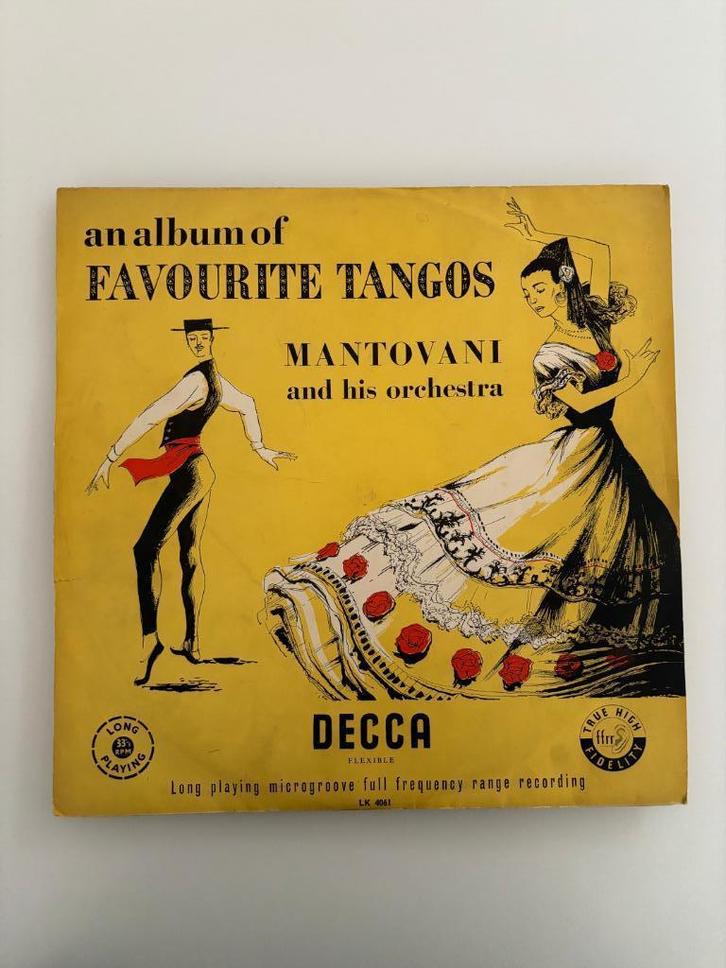 an album of
FAVOURITE TANGOS
MANTOVANI
and his orchestra
LONG
33⅓
RPM
PLAYING
DECCA
FLEXIBLE
TRUE HIGH
ffrr
FIDELITY
Long playing microgroove full frequency range recording
LK 4061